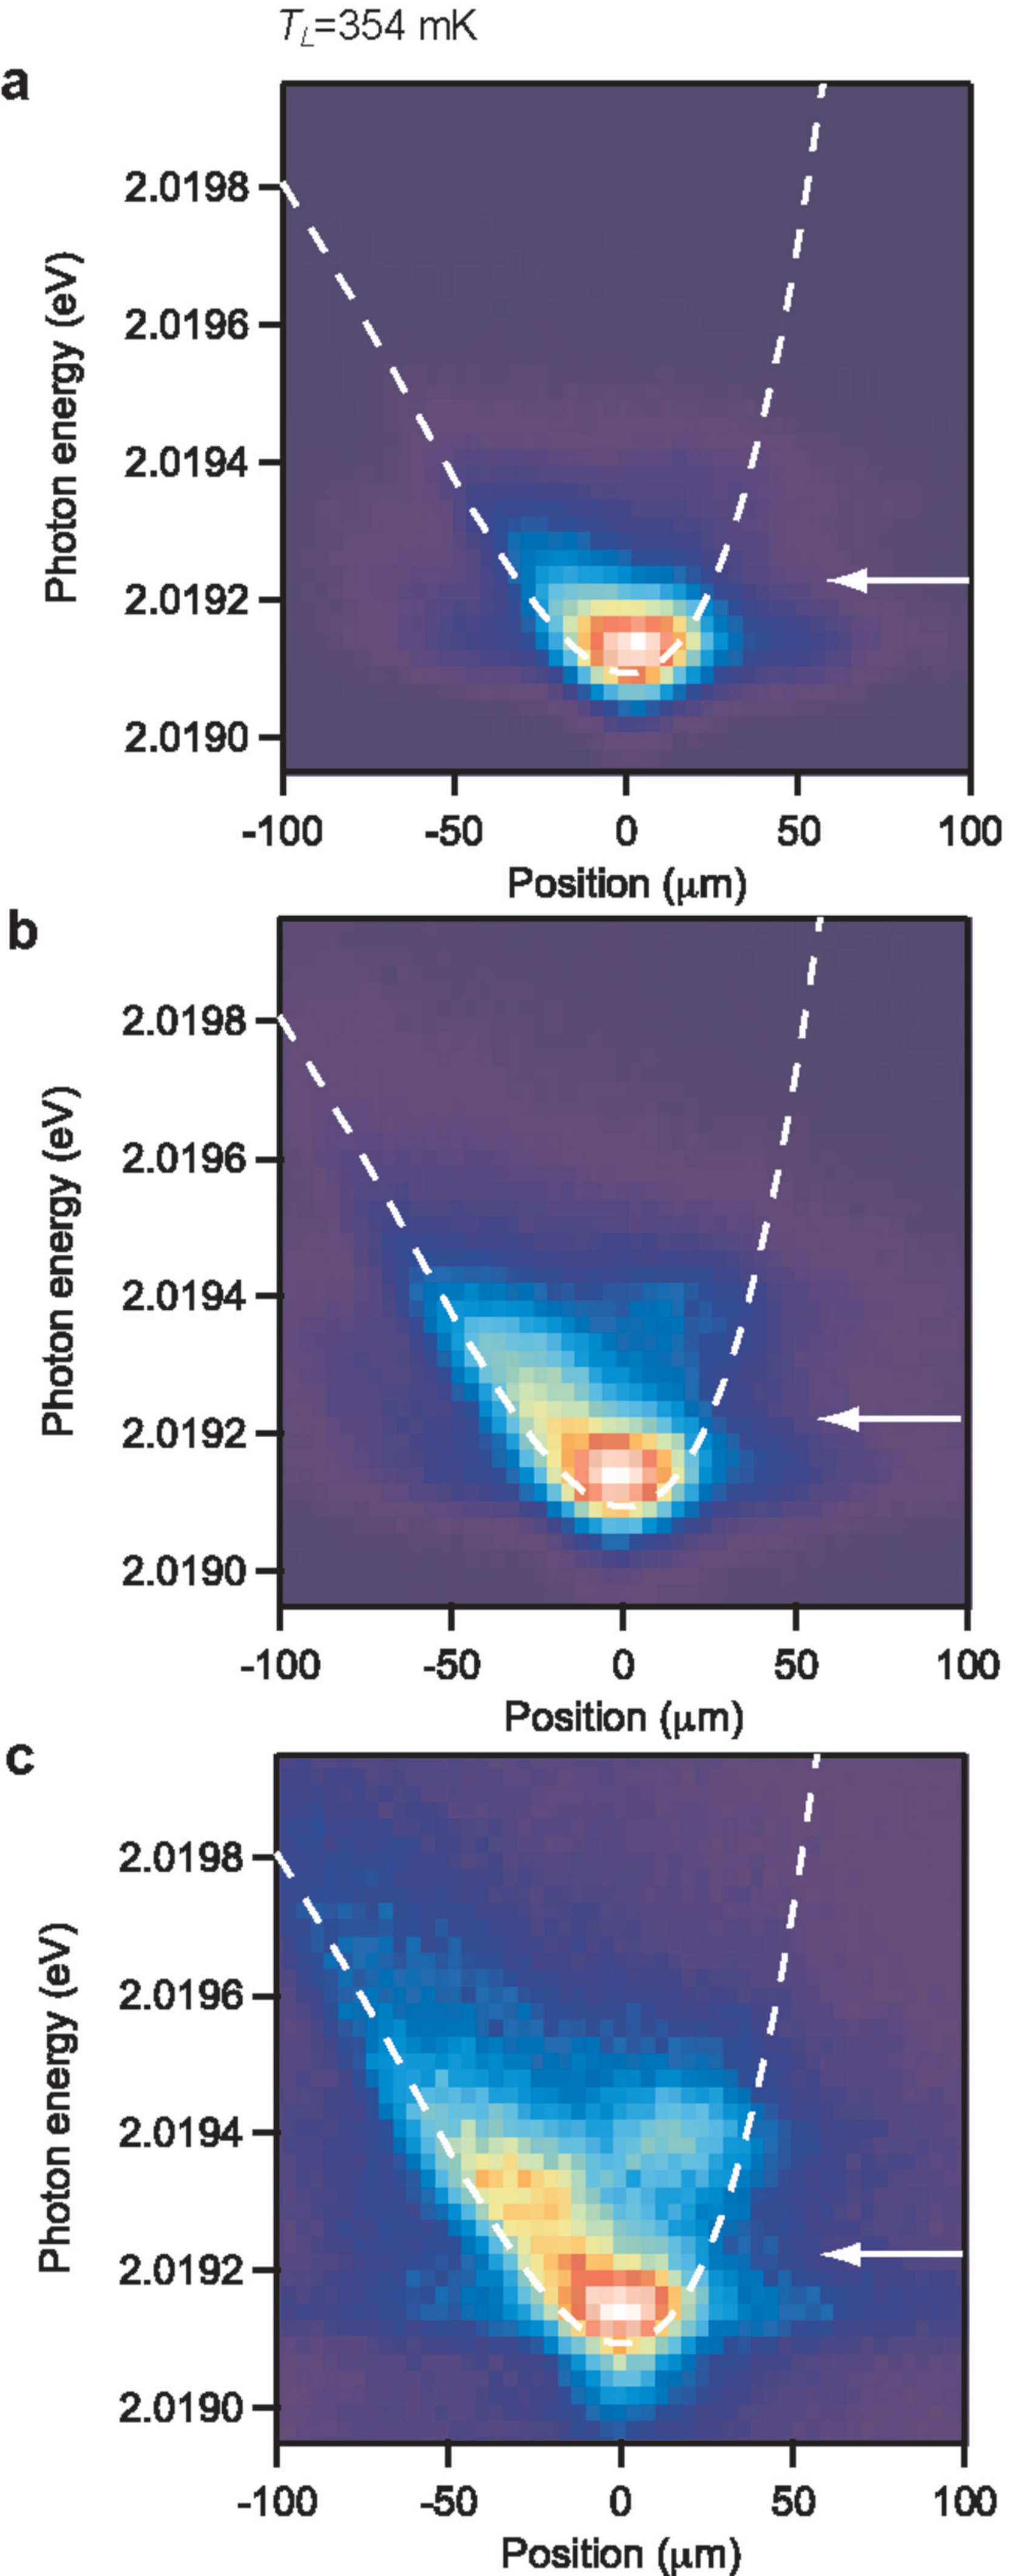 T_L=354 mK
a
Photon energy (eV)
2.0198
2.0196
2.0194
2.0192
2.0190
-100 -50 0 50 100
Position (μm)
b
Photon energy (eV)
2.0198
2.0196
2.0194
2.0192
2.0190
-100 -50 0 50 100
Position (μm)
c
Photon energy (eV)
2.0198
2.0196
2.0194
2.0192
2.0190
-100 -50 0 50 100
Position (μm)